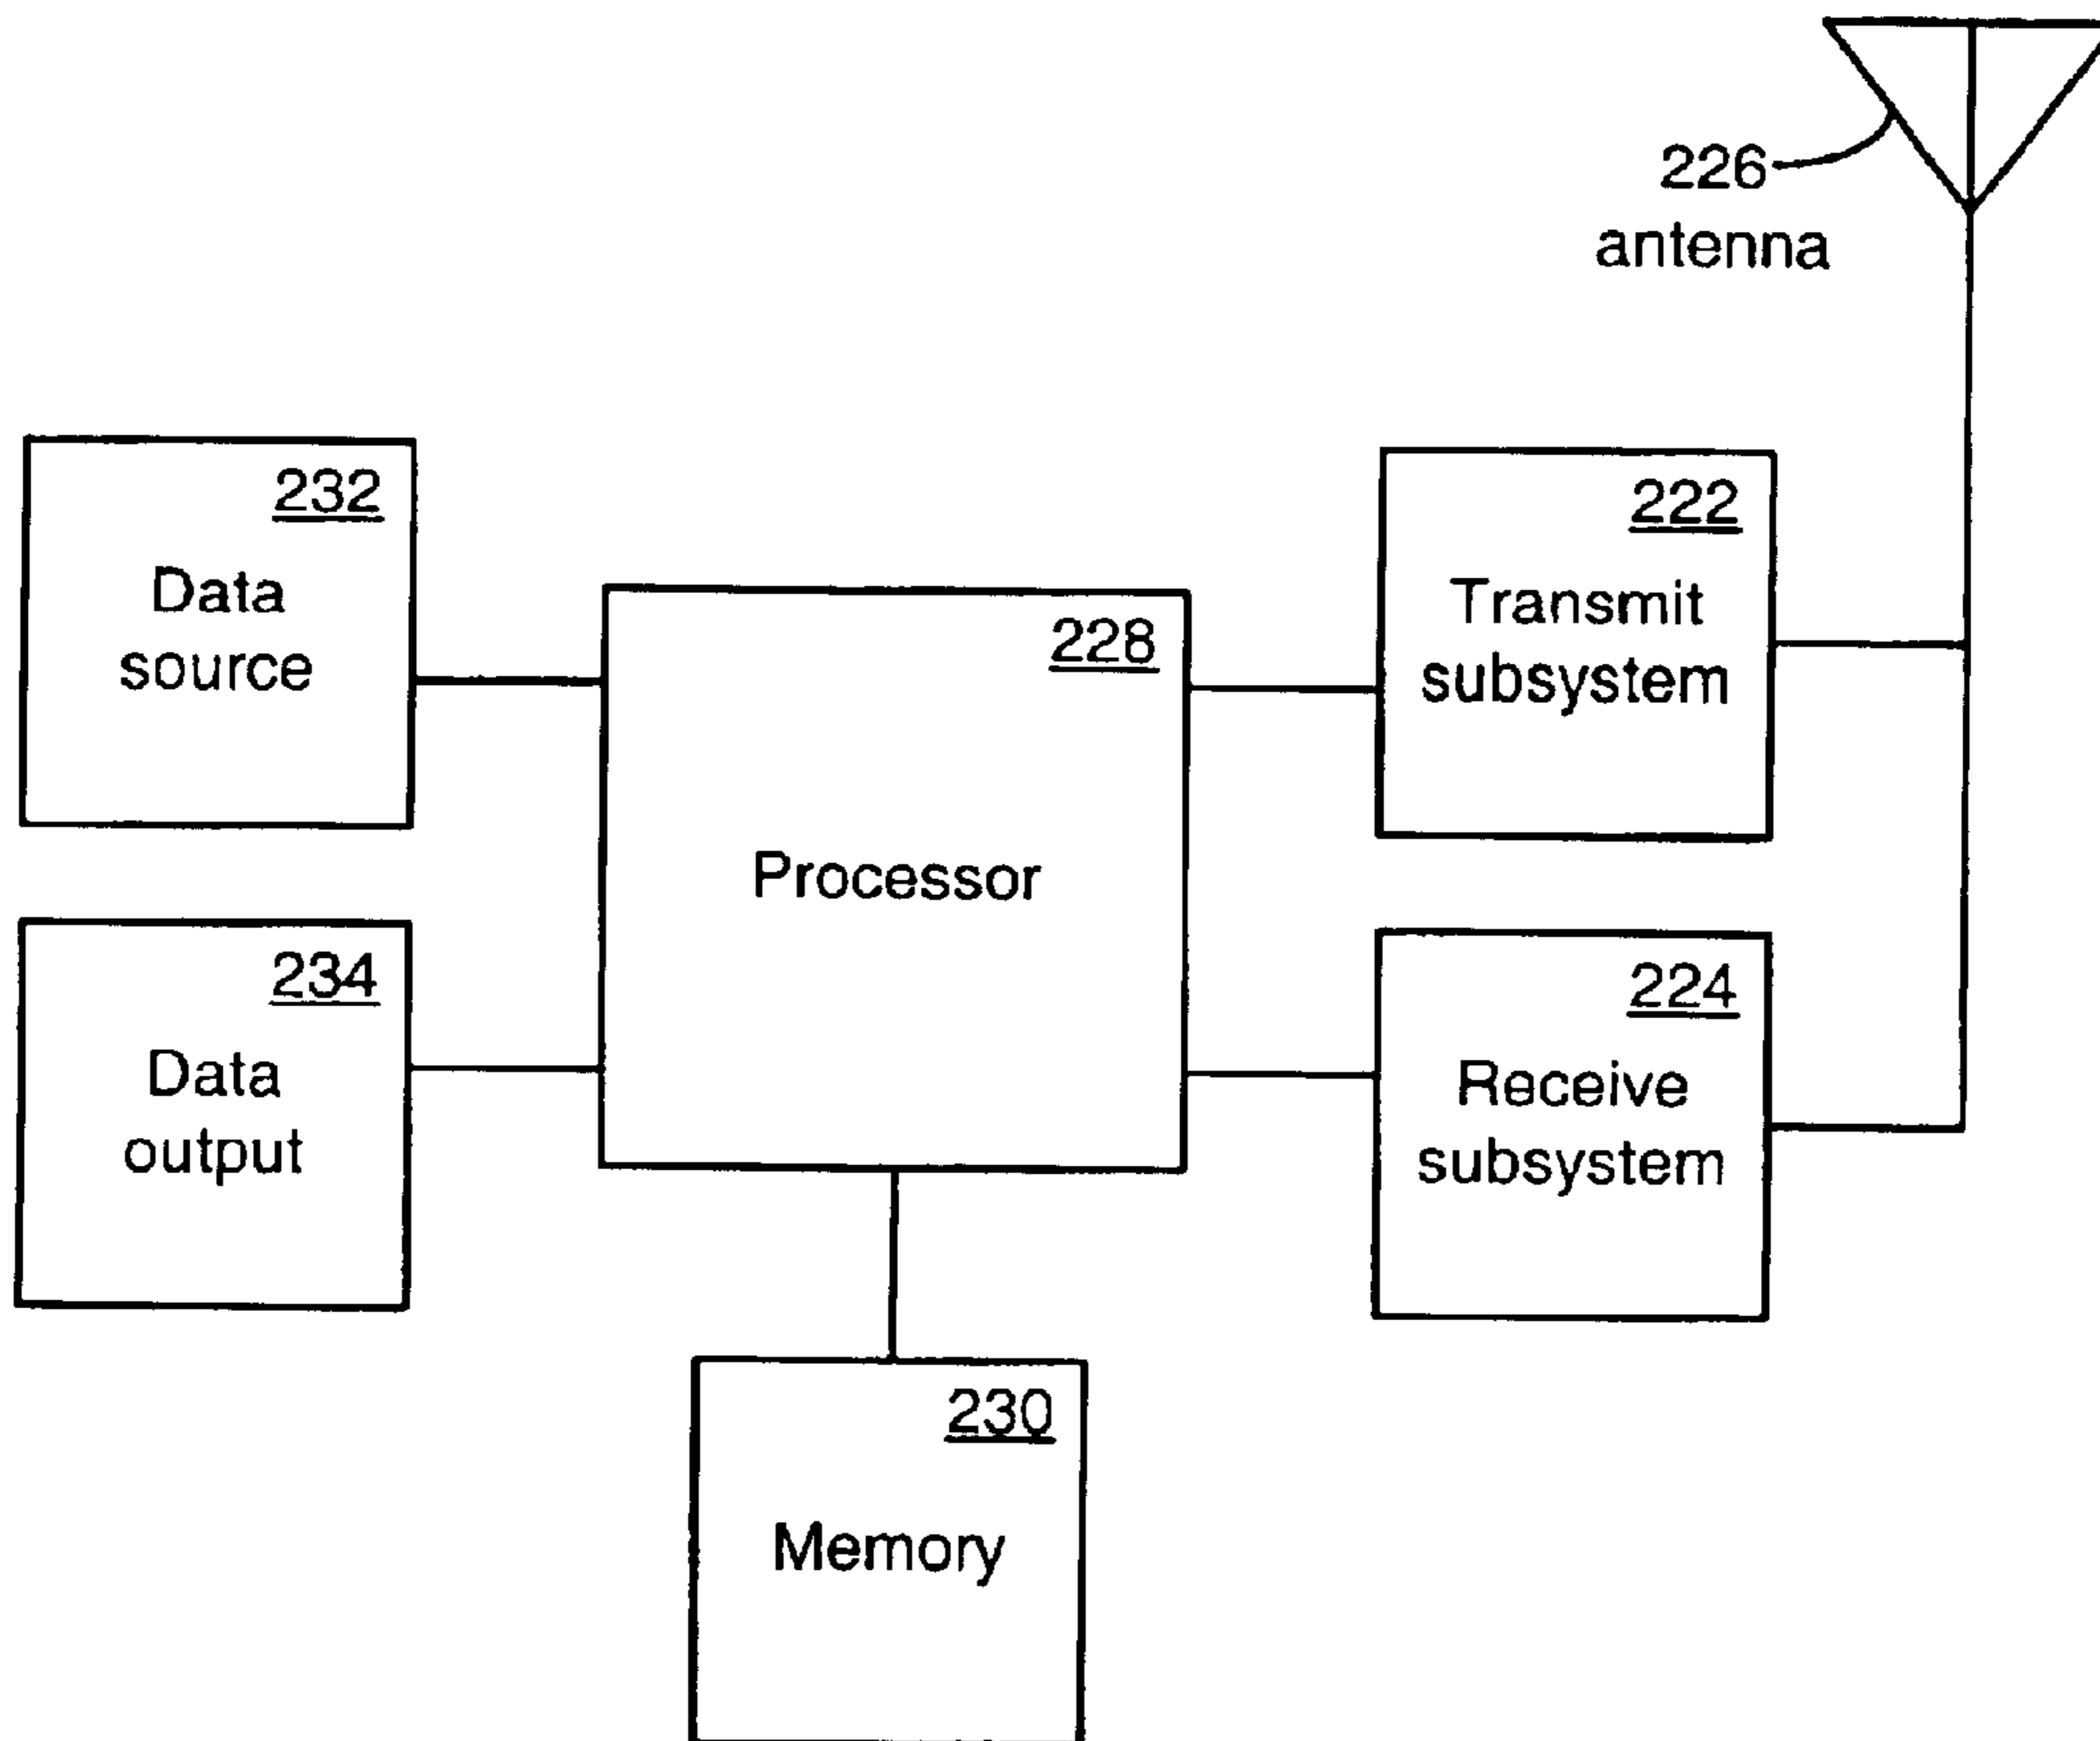 226
antenna
232
Data
source
222
Transmit
subsystem
228
Processor
234
Data
output
224
Receive
subsystem
230
Memory